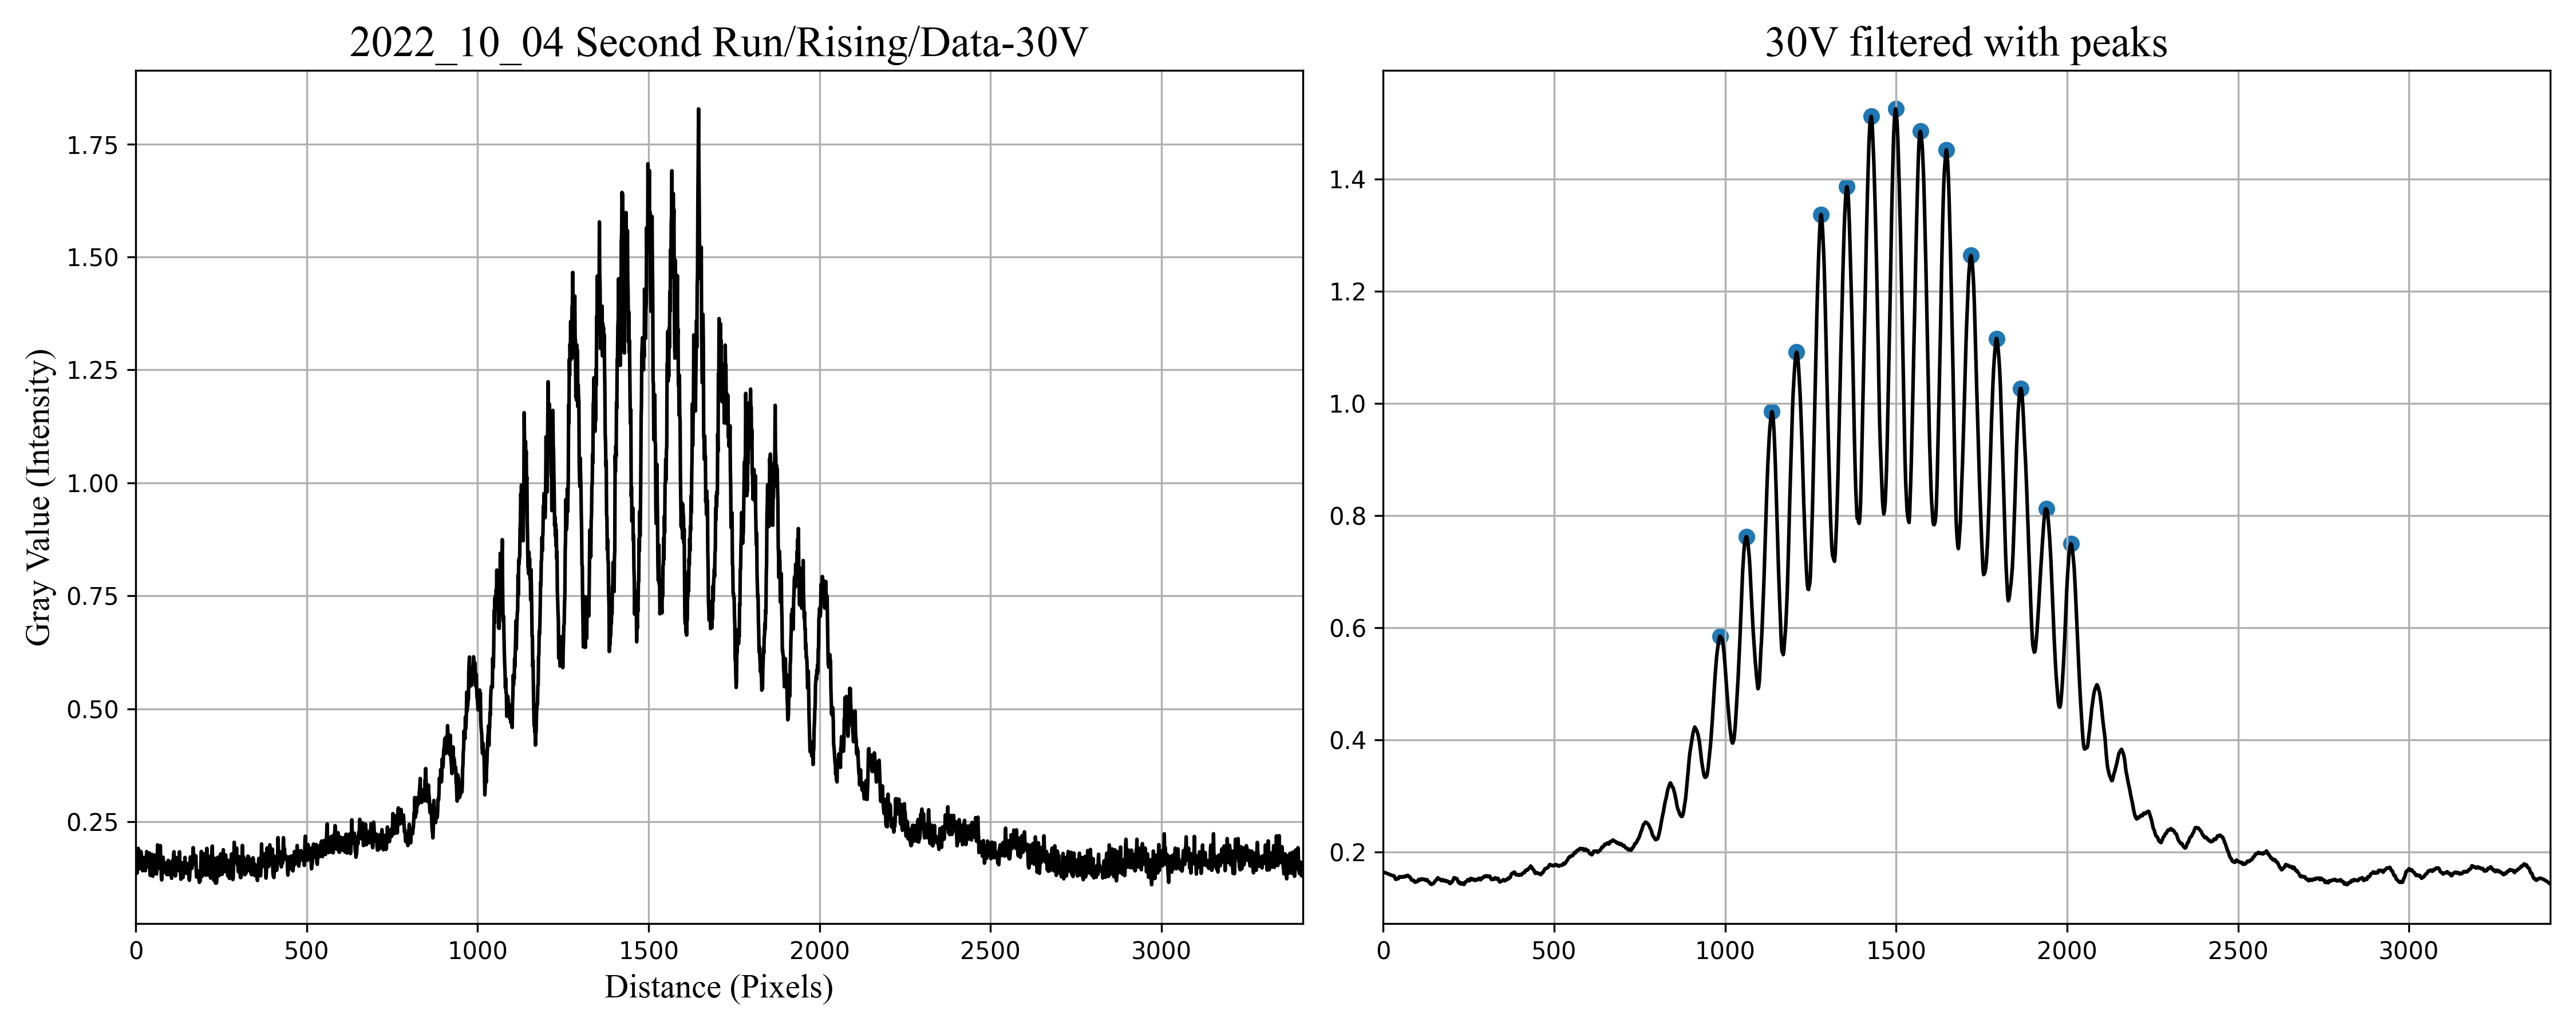 2022_10_04 Second Run/Rising/Data-30V
Gray Value (Intensity)
1.75
1.50
1.25
1.00
0.75
0.50
0.25
0 500 1000 1500 2000 2500 3000
Distance (Pixels)
30V filtered with peaks
1.4
1.2
1.0
0.8
0.6
0.4
0.2
0 500 1000 1500 2000 2500 3000